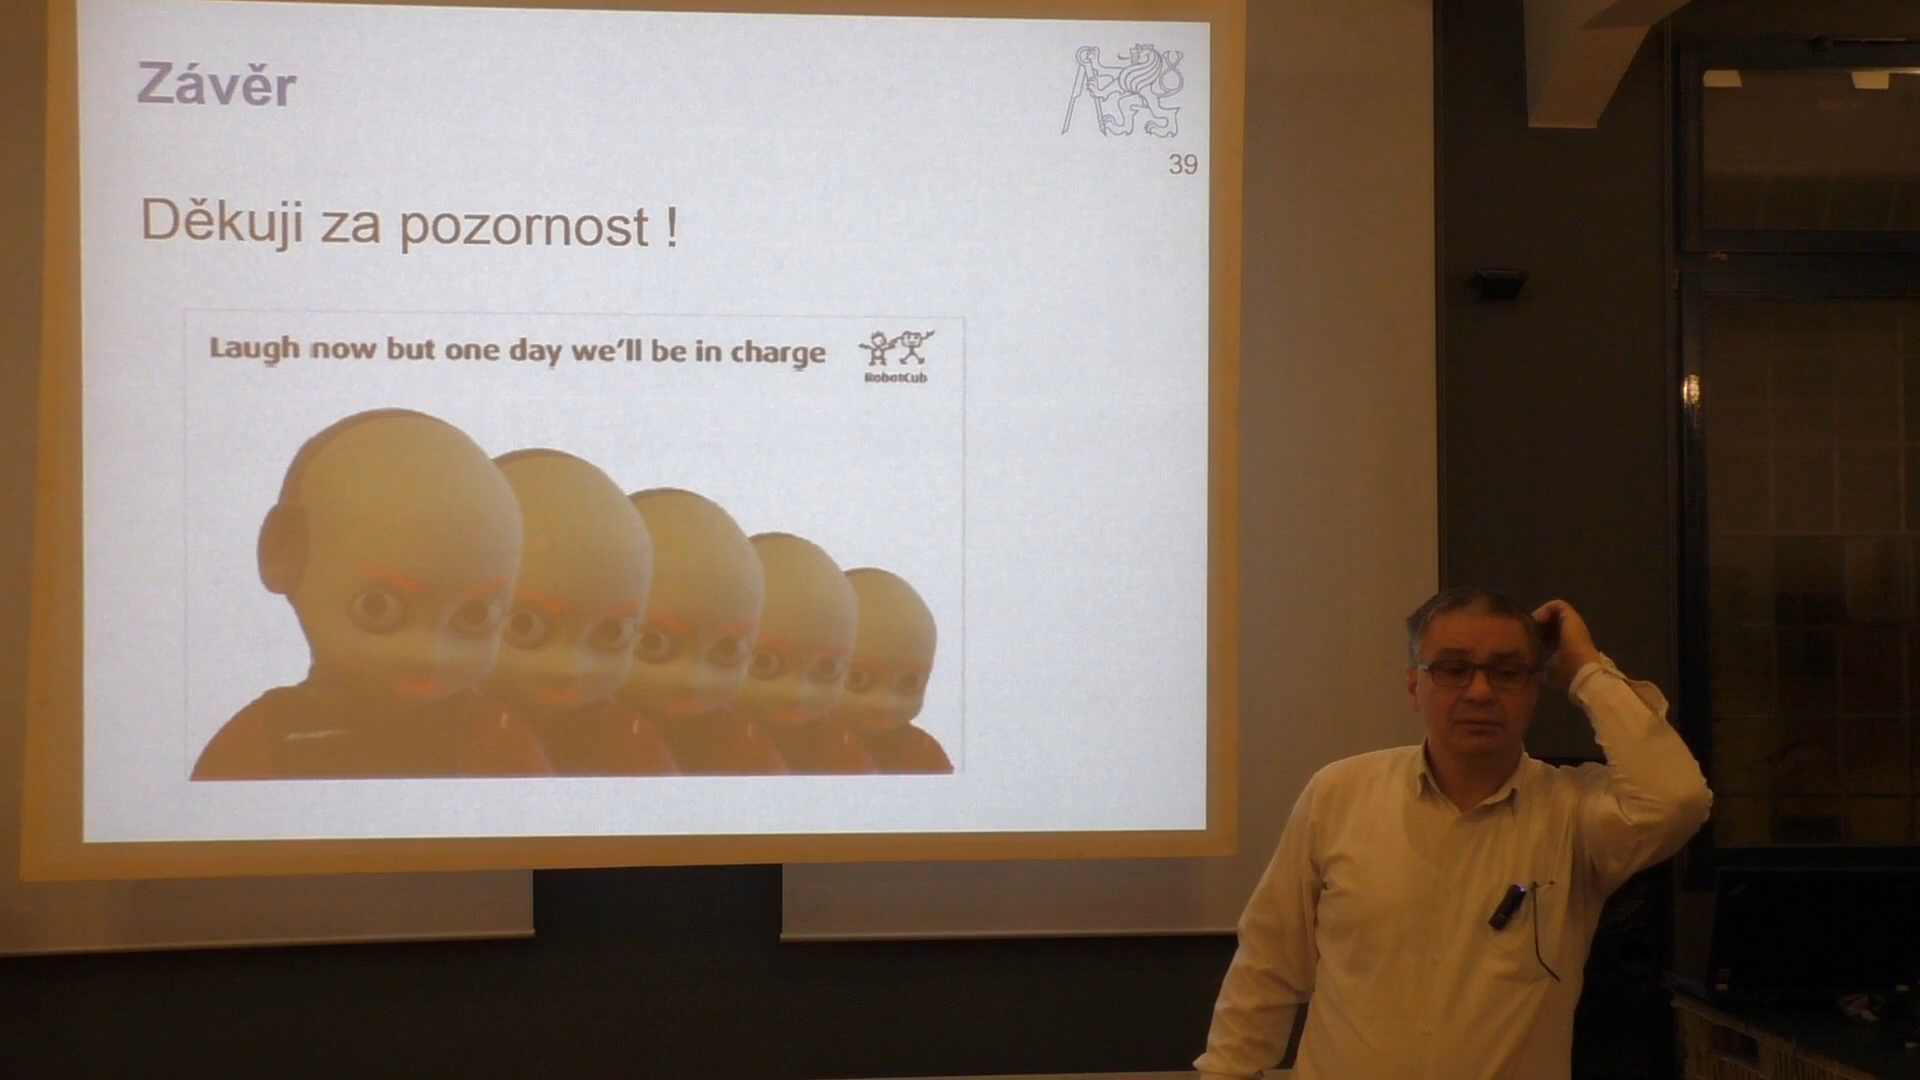 Závěr
39
Děkuji za pozornost !
Laugh now but one day we'll be in charge
RobotCub